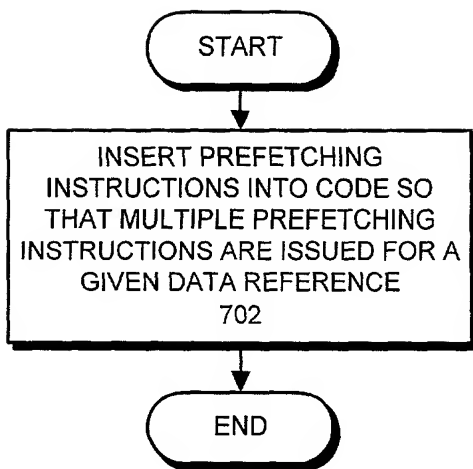 START
INSERT PREFETCHING
INSTRUCTIONS INTO CODE SO
THAT MULTIPLE PREFETCHING
INSTRUCTIONS ARE ISSUED FOR A
GIVEN DATA REFERENCE
702
END